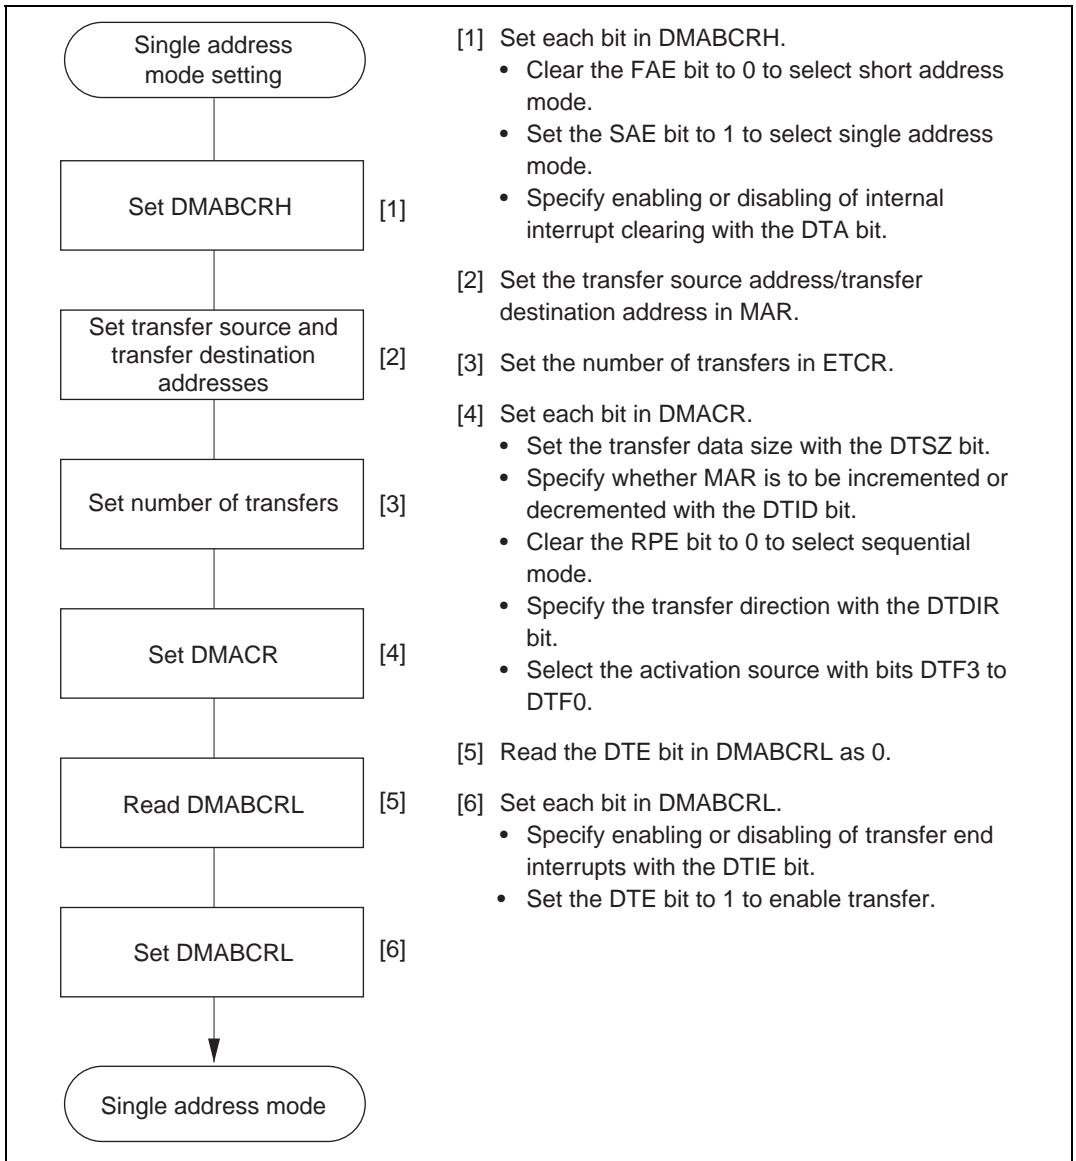 Single address
mode setting
Set DMABCRH
[1]
Set transfer source and
transfer destination
addresses
[2]
Set number of transfers
[3]
Set DMACR
[4]
Read DMABCRL
[5]
Set DMABCRL
[6]
Single address mode
[1] Set each bit in DMABCRH.
• Clear the FAE bit to 0 to select short address
mode.
• Set the SAE bit to 1 to select single address
mode.
• Specify enabling or disabling of internal
interrupt clearing with the DTA bit.
[2] Set the transfer source address/transfer
destination address in MAR.
[3] Set the number of transfers in ETCR.
[4] Set each bit in DMACR.
• Set the transfer data size with the DTSZ bit.
• Specify whether MAR is to be incremented or
decremented with the DTID bit.
• Clear the RPE bit to 0 to select sequential
mode.
• Specify the transfer direction with the DTDIR
bit.
• Select the activation source with bits DTF3 to
DTF0.
[5] Read the DTE bit in DMABCRL as 0.
[6] Set each bit in DMABCRL.
• Specify enabling or disabling of transfer end
interrupts with the DTIE bit.
• Set the DTE bit to 1 to enable transfer.